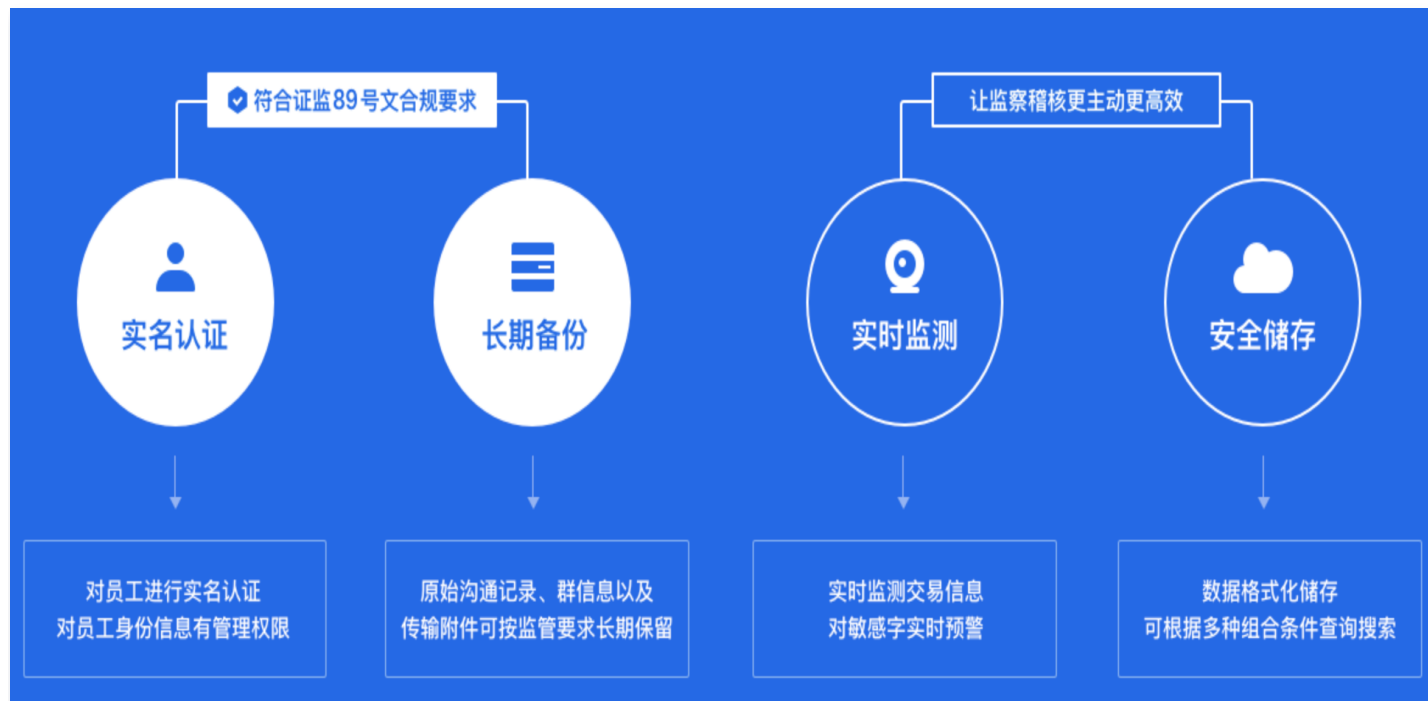 符合证监89号文合规要求
让监察稽核更主动更高效
实名认证
长期备份
实时监测
安全储存
对员工进行实名认证
对员工身份信息有管理权限
原始沟通记录、群信息以及
传输附件可按监管要求长期保留
实时监测交易信息
对敏感字实时预警
数据格式化储存
可根据多种组合条件查询搜索